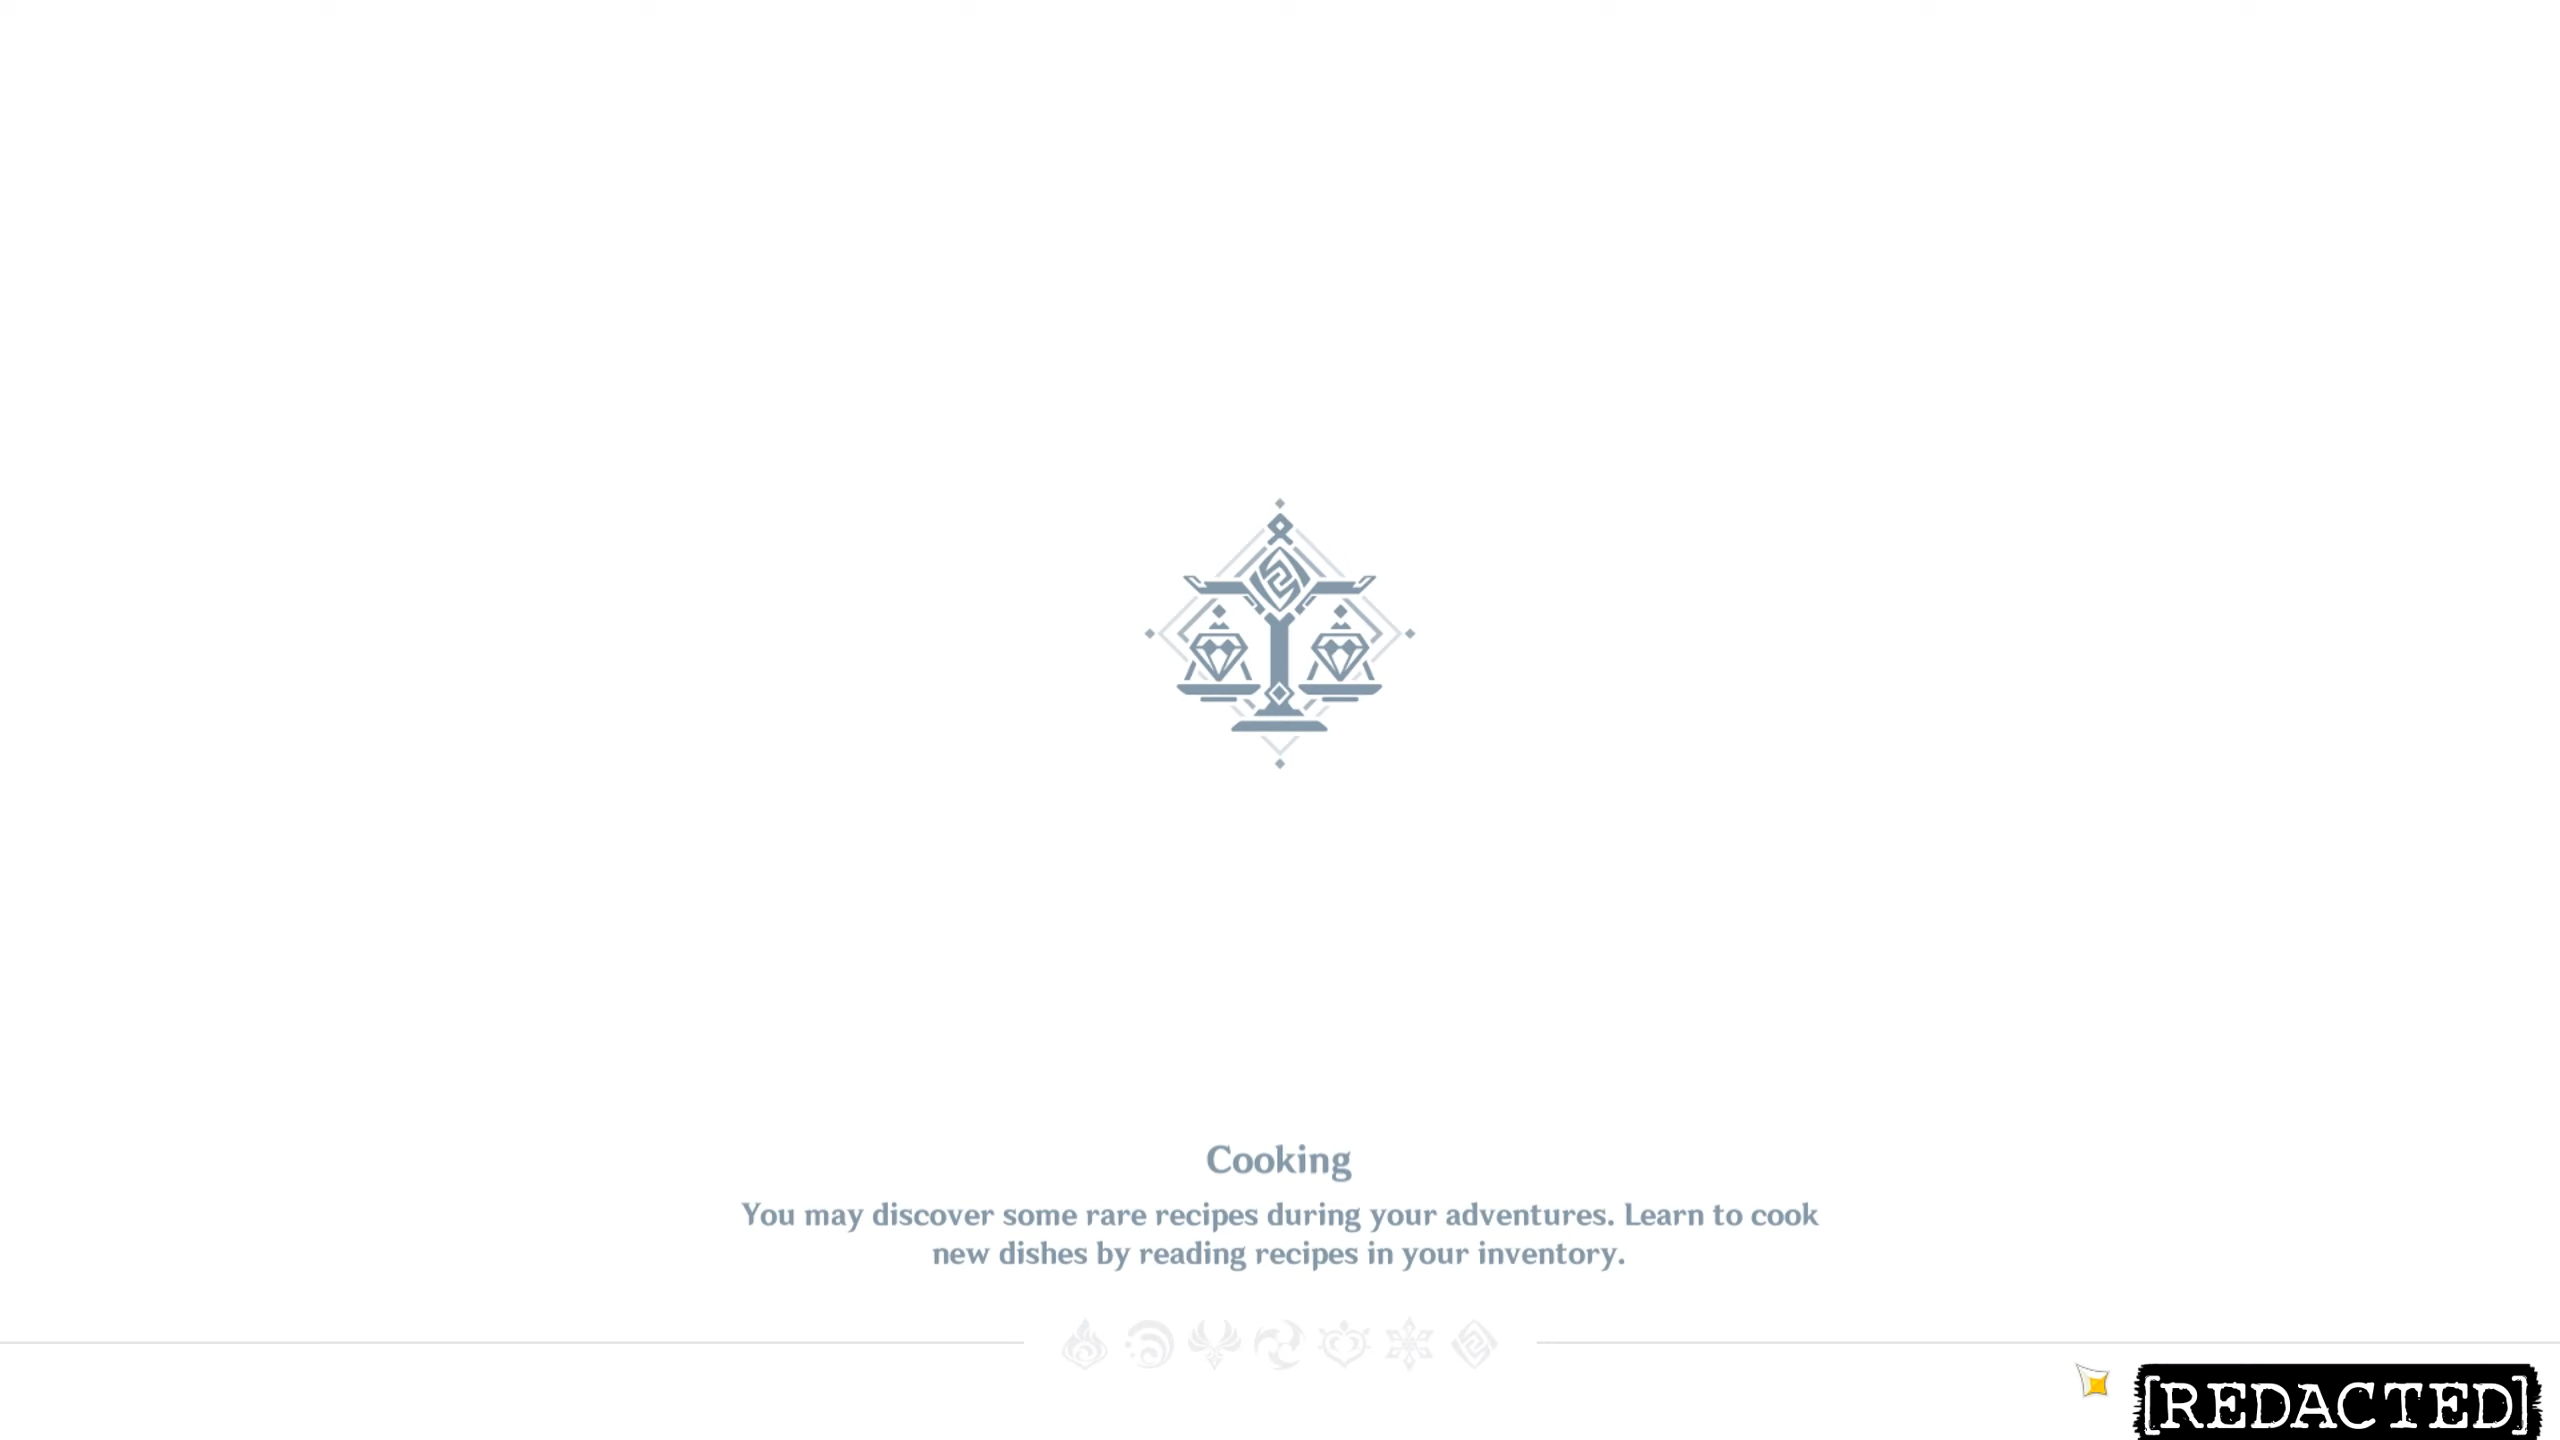 Cooking
You may discover some rare recipes during your adventures. Learn to cook
new dishes by reading recipes in your inventory.
[REDACTED]